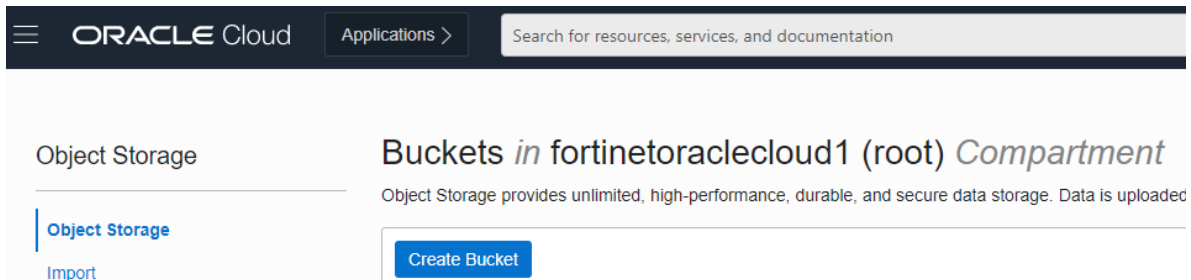 ORACLE Cloud
Applications >
Search for resources, services, and documentation
Object Storage
Object Storage
Import
Buckets in fortinetoraclecloud1 (root) Compartment
Object Storage provides unlimited, high-performance, durable, and secure data storage. Data is uploaded
Create Bucket